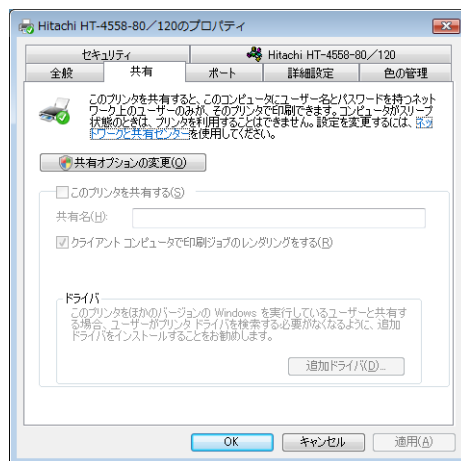 Hitachi HT-4558-80／120のプロパティ
セキュリティ
Hitachi HT-4558-80／120
全般
共有
ポート
詳細設定
色の管理
このプリンタを共有すると、このコンピュータにユーザー名とパスワードを持つネット
ワーク上のユーザーのみが、そのプリンタで印刷できます。コンピュータがスリープ
状態のときは、プリンタを利用することはできません。設定を変更するには、ネッ
トワークと共有センターを使用してください。
共有オプションの変更(O)
このプリンタを共有する(S)
共有名(H):
クライアント コンピュータで印刷ジョブのレンダリングをする(R)
ドライバ
このプリンタをほかのバージョンの Windows を実行しているユーザーと共有す
る場合、ユーザーがプリンタ ドライバを検索する必要がなくなるように、追加
ドライバをインストールすることをお勧めします。
追加ドライバ(D)...
OK
キャンセル
適用(A)